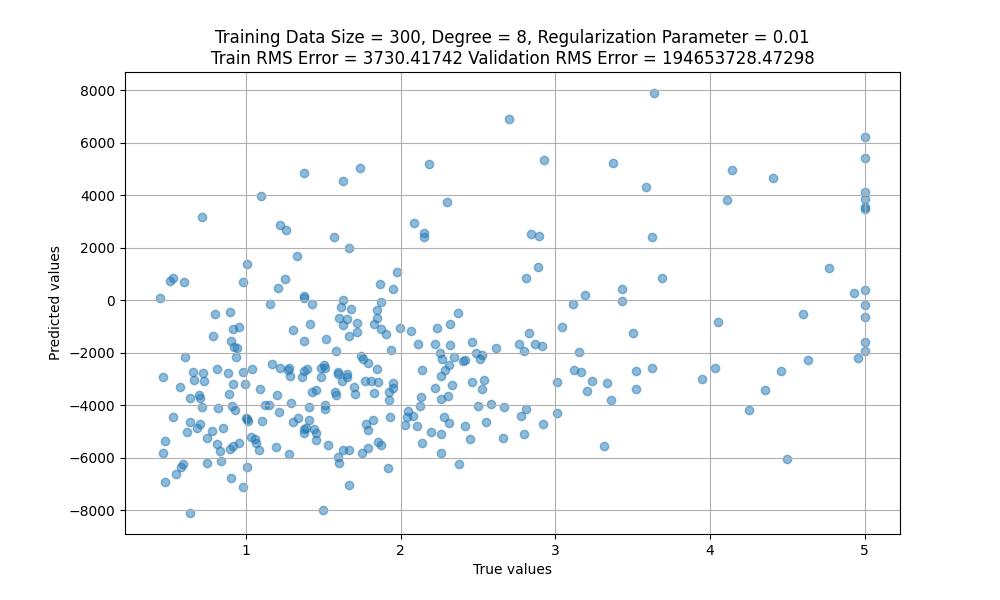 Training Data Size = 300, Degree = 8, Regularization Parameter = 0.01
Train RMS Error = 3730.41742 Validation RMS Error = 194653728.47298
8000
6000
4000
2000
0
−2000
−4000
−6000
−8000
Predicted values
1 2 3 4 5
True values